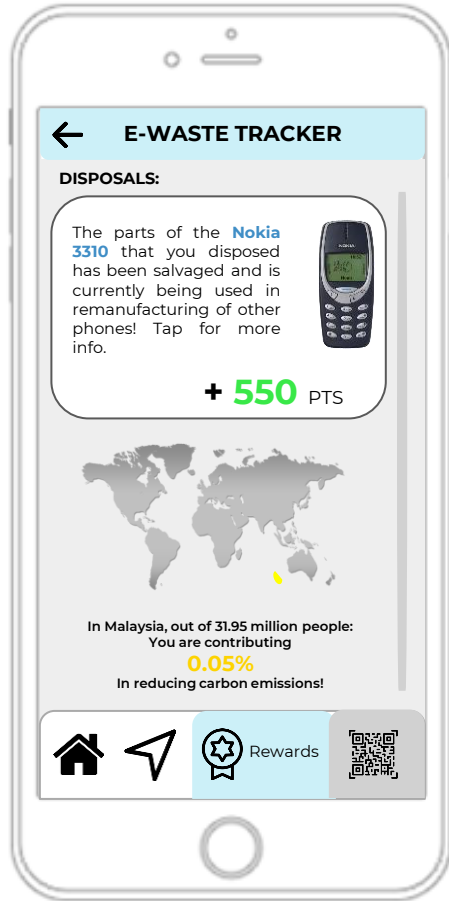 E-WASTE TRACKER
DISPOSALS:
The parts of the Nokia
3310 that you disposed
has been salvaged and is
currently being used in
remanufacturing of other
phones! Tap for more
info.
NOKIA
+ 550 PTS
In Malaysia, out of 31.95 million people:
You are contributing
0.05%
In reducing carbon emissions!
Rewards